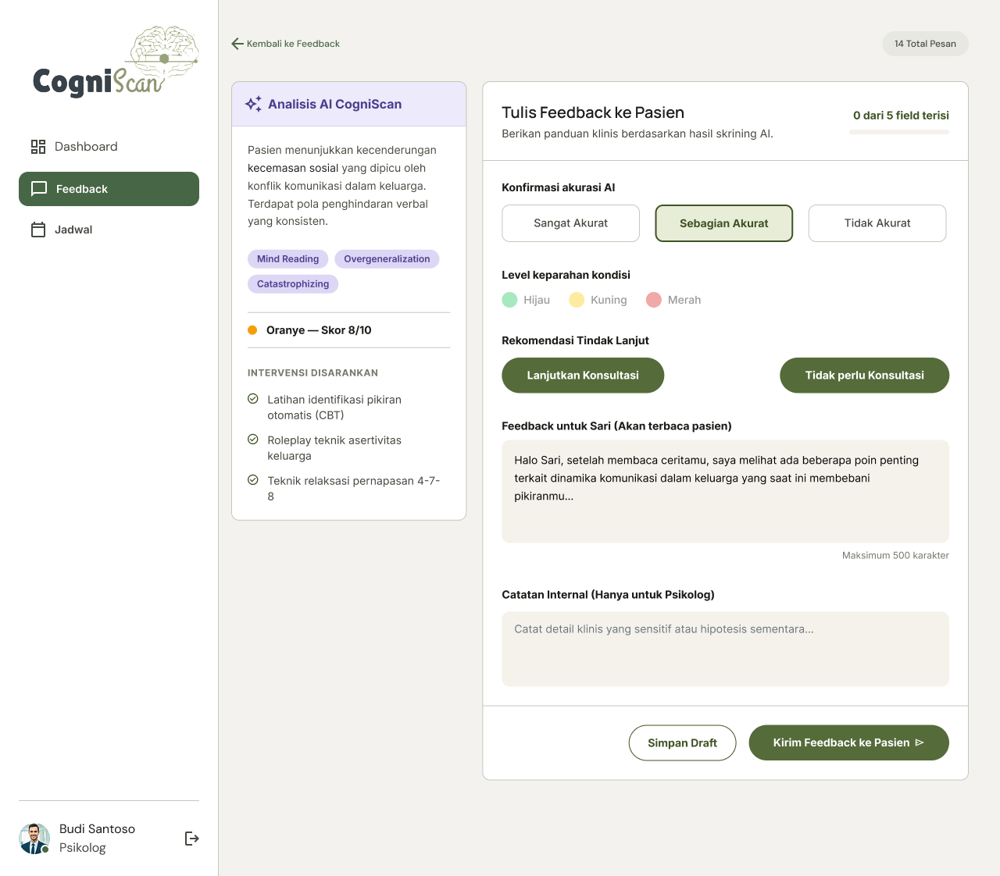 CogniScan
Dashboard
Feedback
Jadwal
Budi Santoso
Psikolog
Kembali ke Feedback
14 Total Pesan
Analisis AI CogniScan
Pasien menunjukkan kecenderungan
kecemasan sosial yang dipicu oleh
konflik komunikasi dalam keluarga.
Terdapat pola penghindaran verbal
yang konsisten.
Mind Reading
Overgeneralization
Catastrophizing
Oranye — Skor 8/10
INTERVENSI DISARANKAN
Latihan identifikasi pikiran
otomatis (CBT)
Roleplay teknik asertivitas
keluarga
Teknik relaksasi pernapasan 4-7-
8
Tulis Feedback ke Pasien
Berikan panduan klinis berdasarkan hasil skrining AI.
0 dari 5 field terisi
Konfirmasi akurasi AI
Sangat Akurat
Sebagian Akurat
Tidak Akurat
Level keparahan kondisi
Hijau
Kuning
Merah
Rekomendasi Tindak Lanjut
Lanjutkan Konsultasi
Tidak perlu Konsultasi
Feedback untuk Sari (Akan terbaca pasien)
Halo Sari, setelah membaca ceritamu, saya melihat ada beberapa poin penting
terkait dinamika komunikasi dalam keluarga yang saat ini membebani
pikiranmu...
Maksimum 500 karakter
Catatan Internal (Hanya untuk Psikolog)
Catat detail klinis yang sensitif atau hipotesis sementara...
Simpan Draft
Kirim Feedback ke Pasien